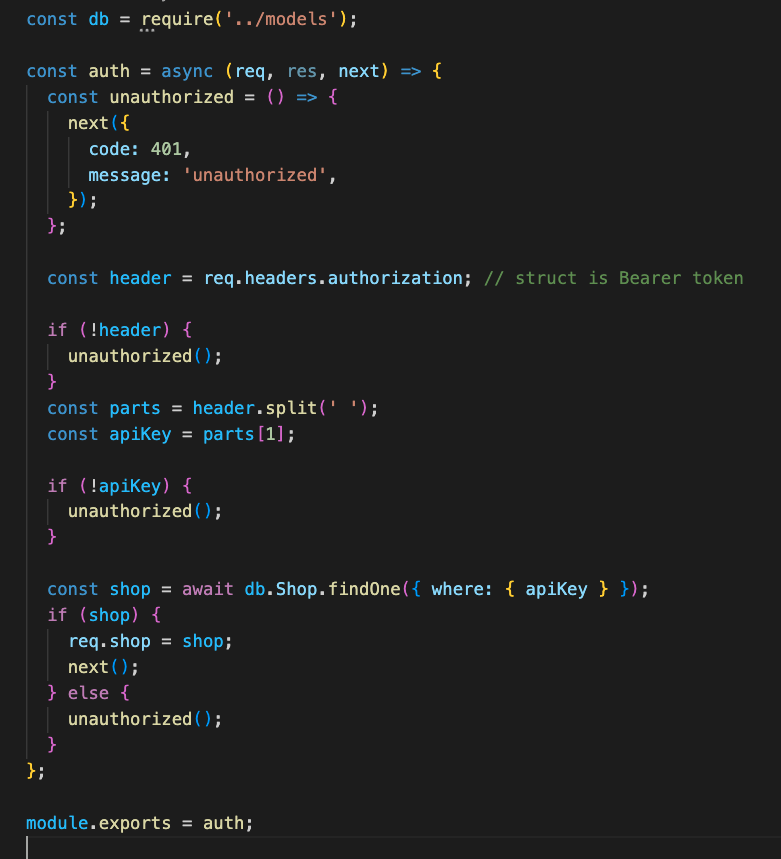 const db = require('../models');

const auth = async (req, res, next) => {
  const unauthorized = () => {
    next({
      code: 401,
      message: 'unauthorized',
    });
  };

  const header = req.headers.authorization; // struct is Bearer token

  if (!header) {
    unauthorized();
  }
  const parts = header.split(' ');
  const apiKey = parts[1];

  if (!apiKey) {
    unauthorized();
  }

  const shop = await db.Shop.findOne({ where: { apiKey } });
  if (shop) {
    req.shop = shop;
    next();
  } else {
    unauthorized();
  }
};

module.exports = auth;